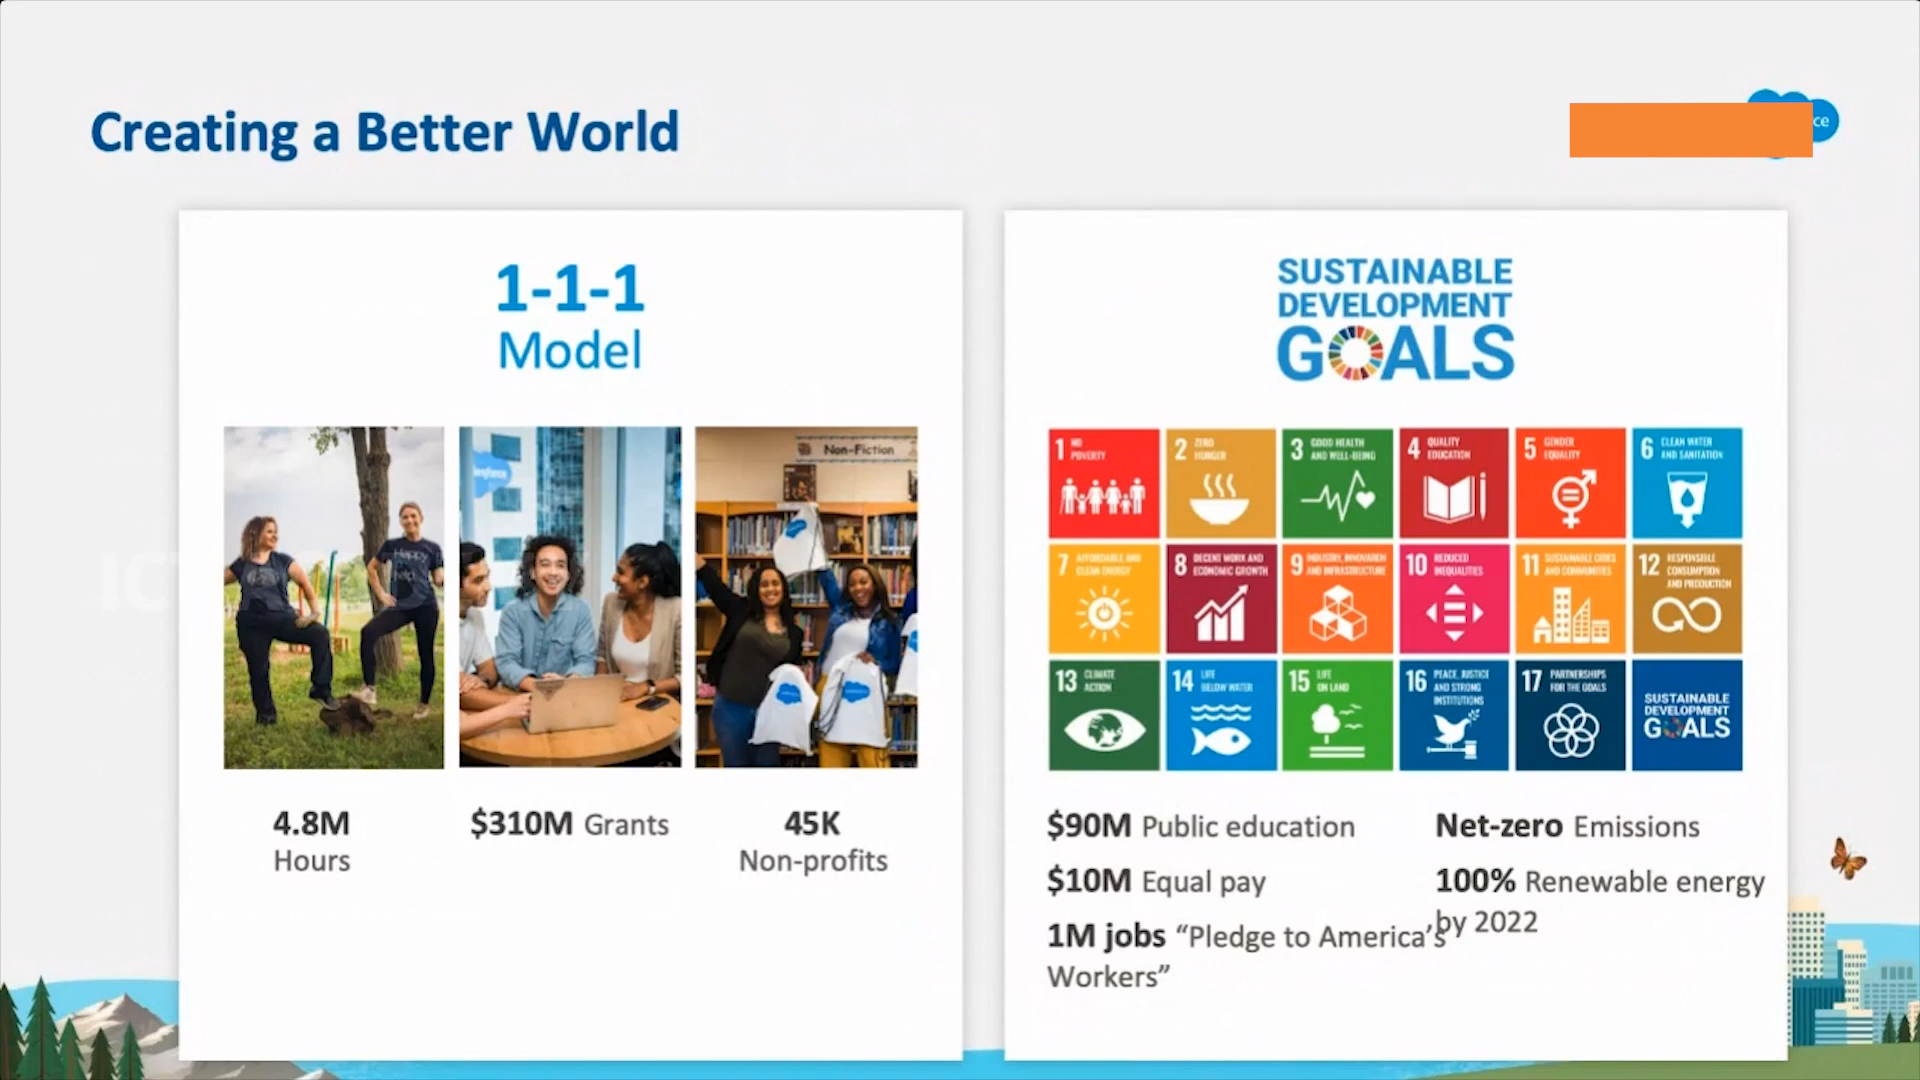 Creating a Better World
ce
1-1-1
Model
Non-Fiction
4.8M
Hours
$310M Grants
45K
Non-profits
SUSTAINABLE
DEVELOPMENT
GOALS
1 NO
POVERTY
2 ZERO
HUNGER
3 GOOD HEALTH
AND WELL-BEING
4 QUALITY
EDUCATION
5 GENDER
EQUALITY
6 CLEAN WATER
AND SANITATION
7 AFFORDABLE AND
CLEAN ENERGY
8 DECENT WORK AND
ECONOMIC GROWTH
9 INDUSTRY, INNOVATION
AND INFRASTRUCTURE
10 REDUCED
INEQUALITIES
11 SUSTAINABLE CITIES
AND COMMUNITIES
12 RESPONSIBLE
CONSUMPTION
AND PRODUCTION
13 CLIMATE
ACTION
14 LIFE
BELOW WATER
15 LIFE
ON LAND
16 PEACE, JUSTICE
AND STRONG
INSTITUTIONS
17 PARTNERSHIPS
FOR THE GOALS
SUSTAINABLE
DEVELOPMENT
GOALS
$90M Public education
$10M Equal pay
1M jobs “Pledge to America’s
Workers”
Net-zero Emissions
100% Renewable energy
by 2022